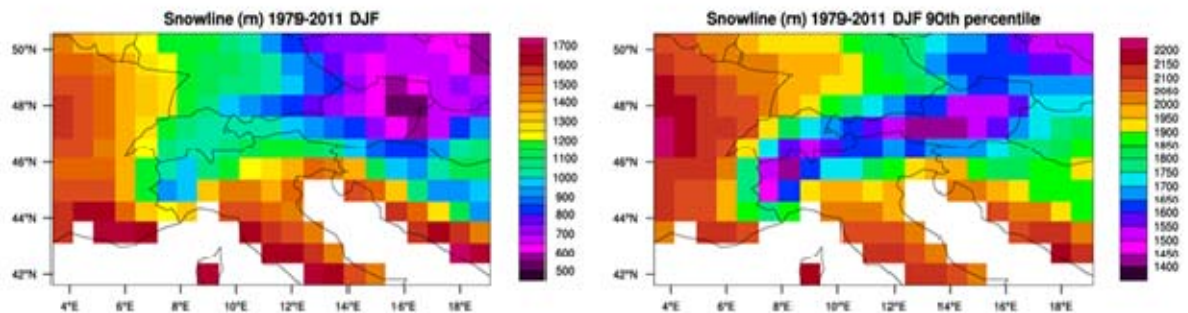 Snowline (m) 1979-2011 DJF
50°N
48°N
46°N
44°N
42°N
4°E 6°E 8°E 10°E 12°E 14°E 16°E 18°E
1700
1600
1500
1400
1300
1200
1100
1000
900
800
700
600
500
Snowline (m) 1979-2011 DJF 90th percentile
50°N
48°N
46°N
44°N
42°N
4°E 6°E 8°E 10°E 12°E 14°E 16°E 18°E
2200
2150
2050
2000
1950
1900
1850
1750
1700
1650
1600
1550
1500
1450
1400